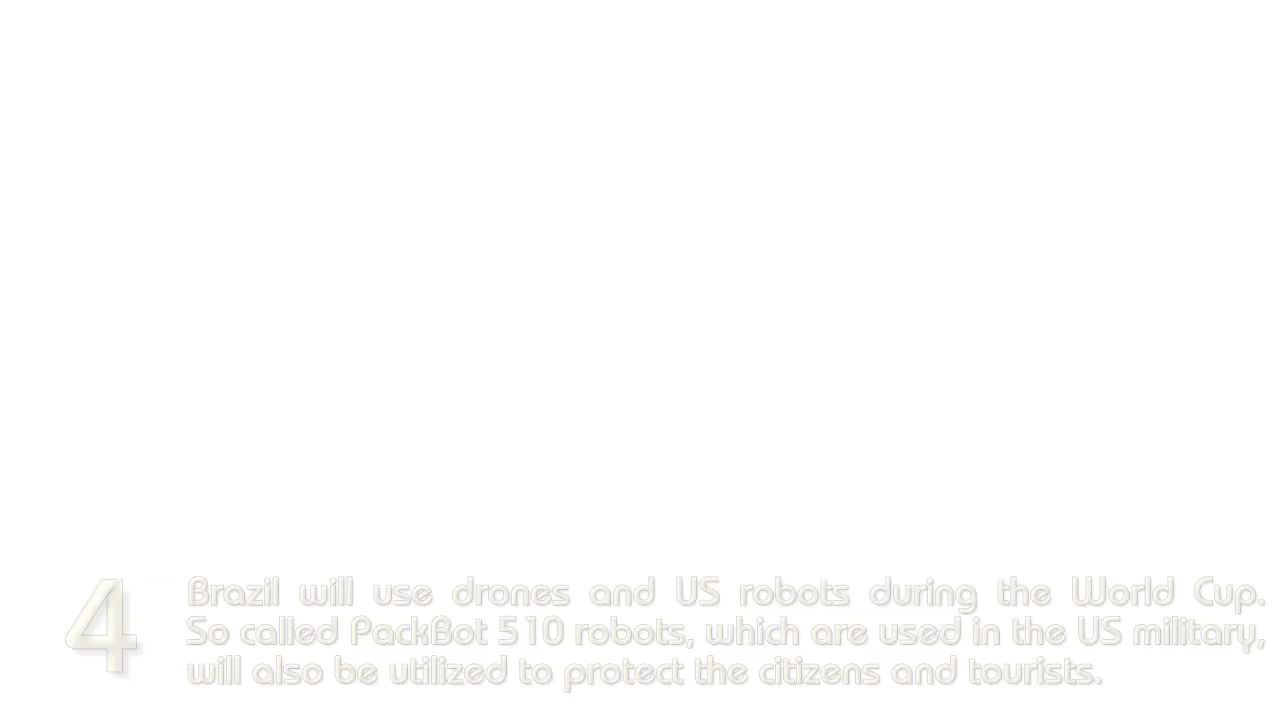 4
Brazil will use drones and US robots during the World Cup.
So called PackBot 510 robots, which are used in the US military,
will also be utilized to protect the citizens and tourists.